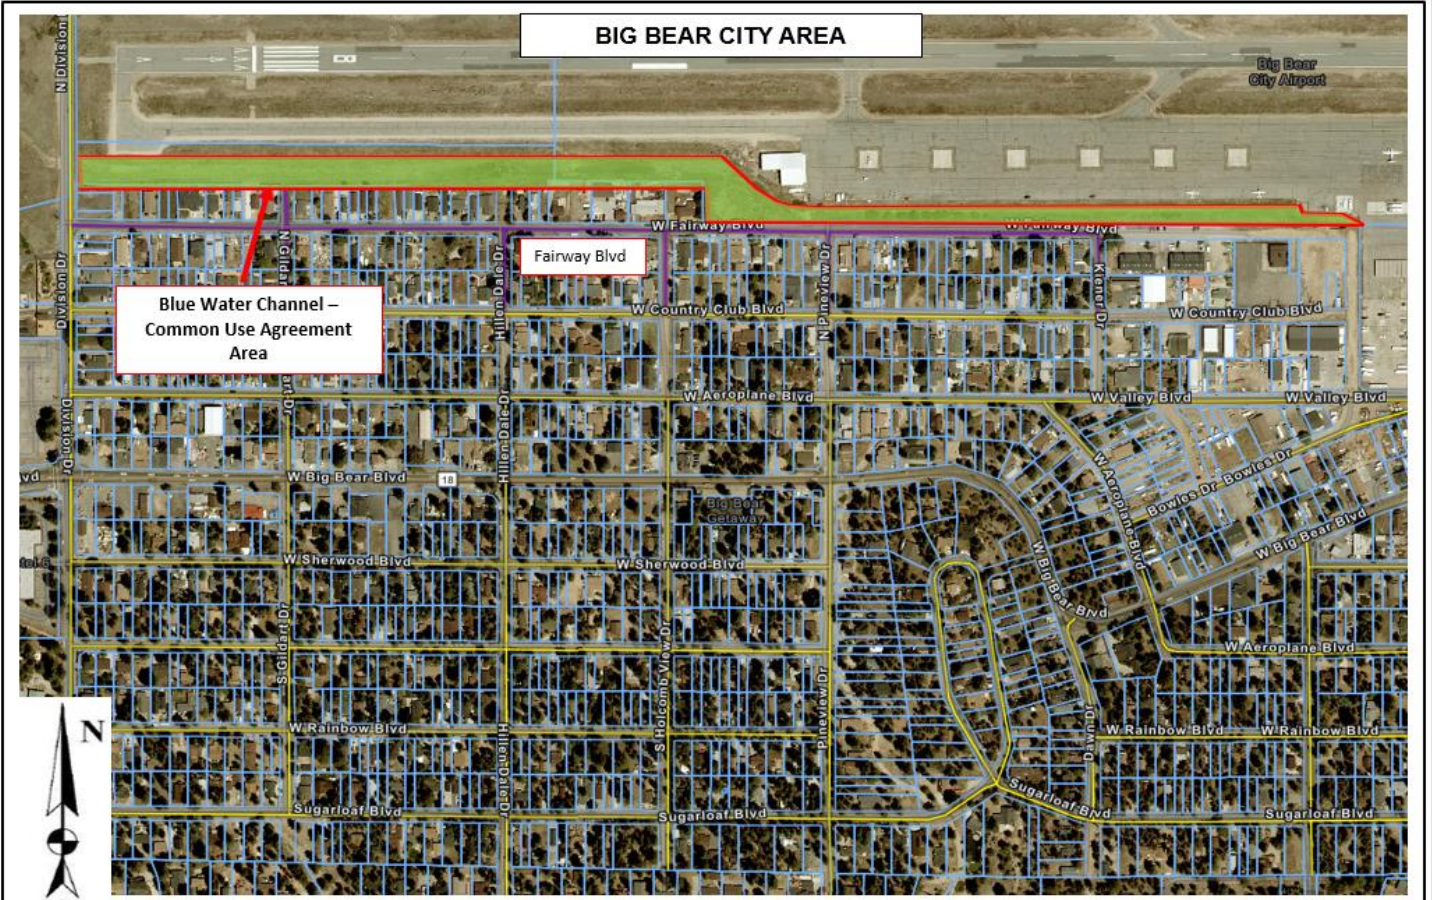 BIG BEAR CITY AREA
N Division
Big Bear
City Airport
W Fairway Blvd
W Fairway Blvd
Fairway Blvd
N Gildar
Hillen Dale Dr
N Pineview Dr
Kiener Dr
Division Dr
Blue Water Channel –
Common Use Agreement
Area
W Country Club Blvd
W Country Club Blvd
W Aeroplane Blvd
W Valley Blvd
W Valley Blvd
art Dr
Division Dr
Hillen Dale Dr
W Big Bear Blvd
18
vd
W Aeroplane Blvd
Bowles Dr
Bowles Dr
W Big Bear Blvd
Big Bear
Getaway
W Sherwood Blvd
W Sherwood Blvd
tel 6
W Big Bear Blvd
S Gildart Dr
S Holcomb View Dr
Pineview Dr
W Aeroplane Blvd
N
W Rainbow Blvd
Hillen Dale Dr
Dawn Dr
W Rainbow Blvd
W Rainbow Blvd
Sugarloaf Blvd
Sugarloaf Blvd
Sugarloaf Blvd
Sugarloaf Blvd